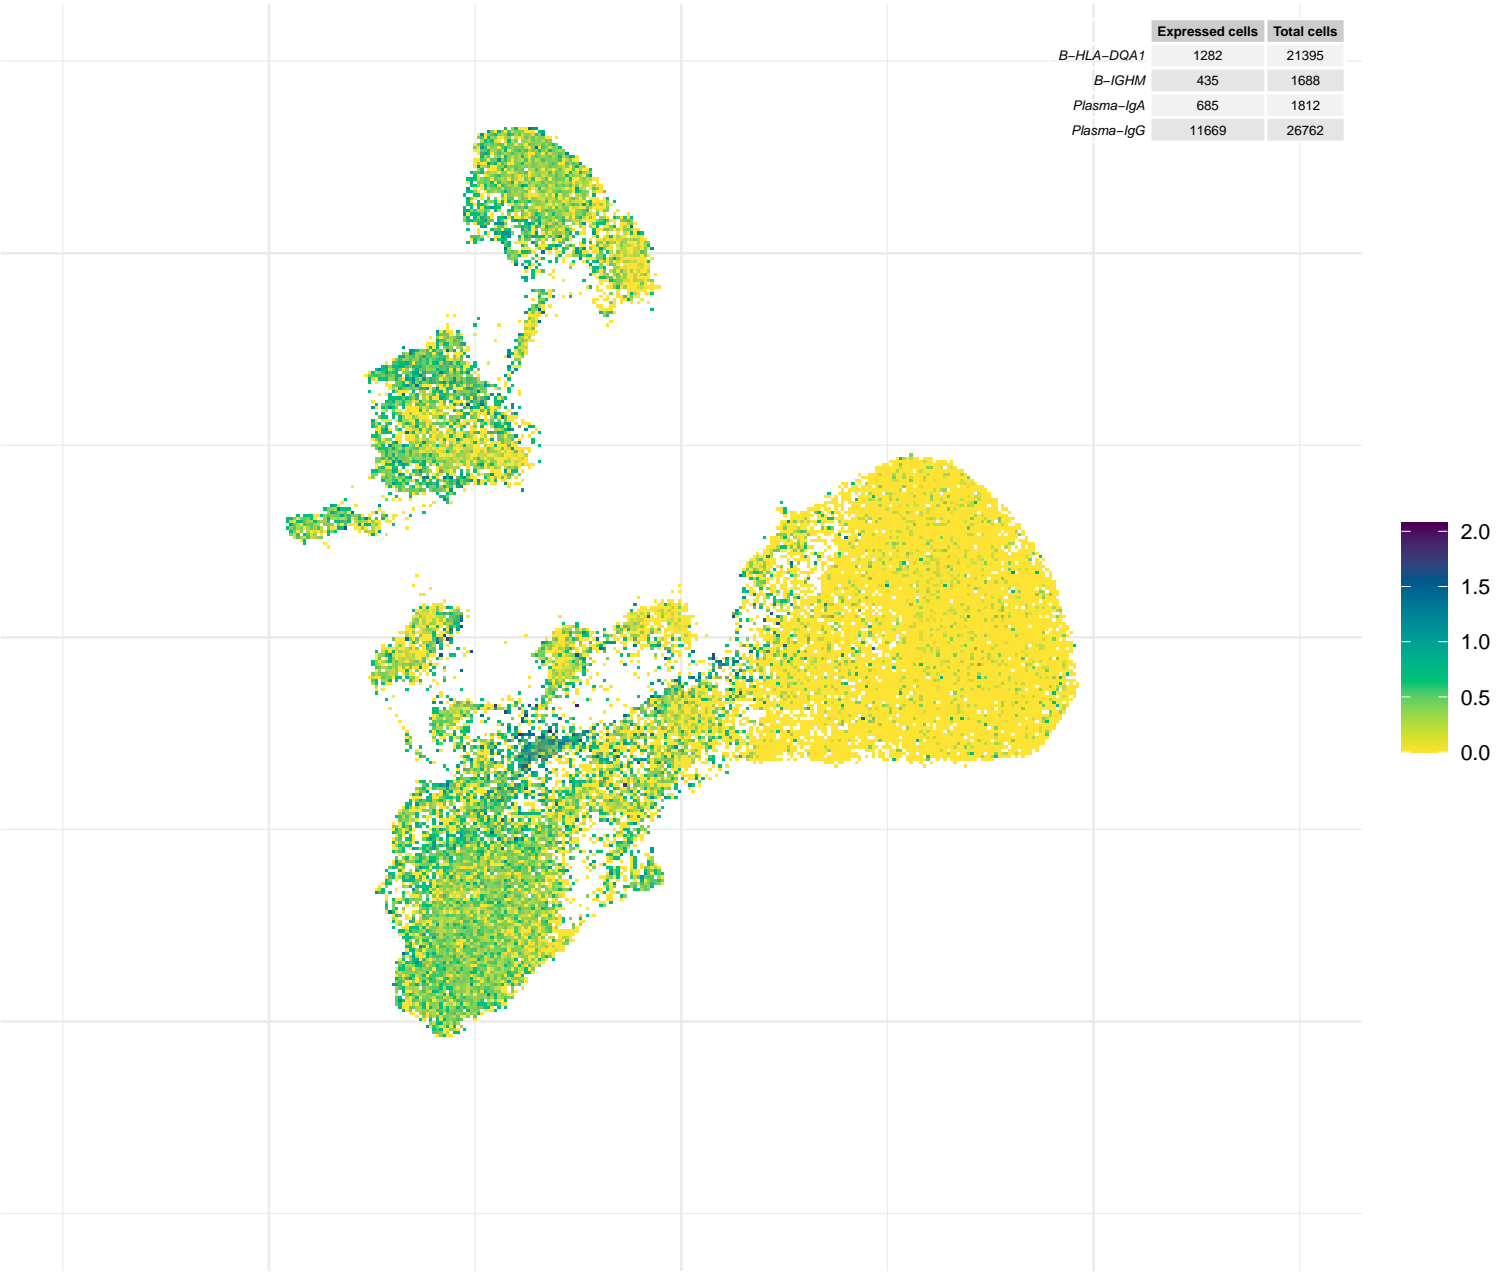 Expressed cells Total cells
B−HLA−DQA1 1282 21395
B−IGHM 435 1688
Plasma−IgA 685 1812
Plasma−IgG 11669 26762
2.0
1.5
1.0
0.5
0.0